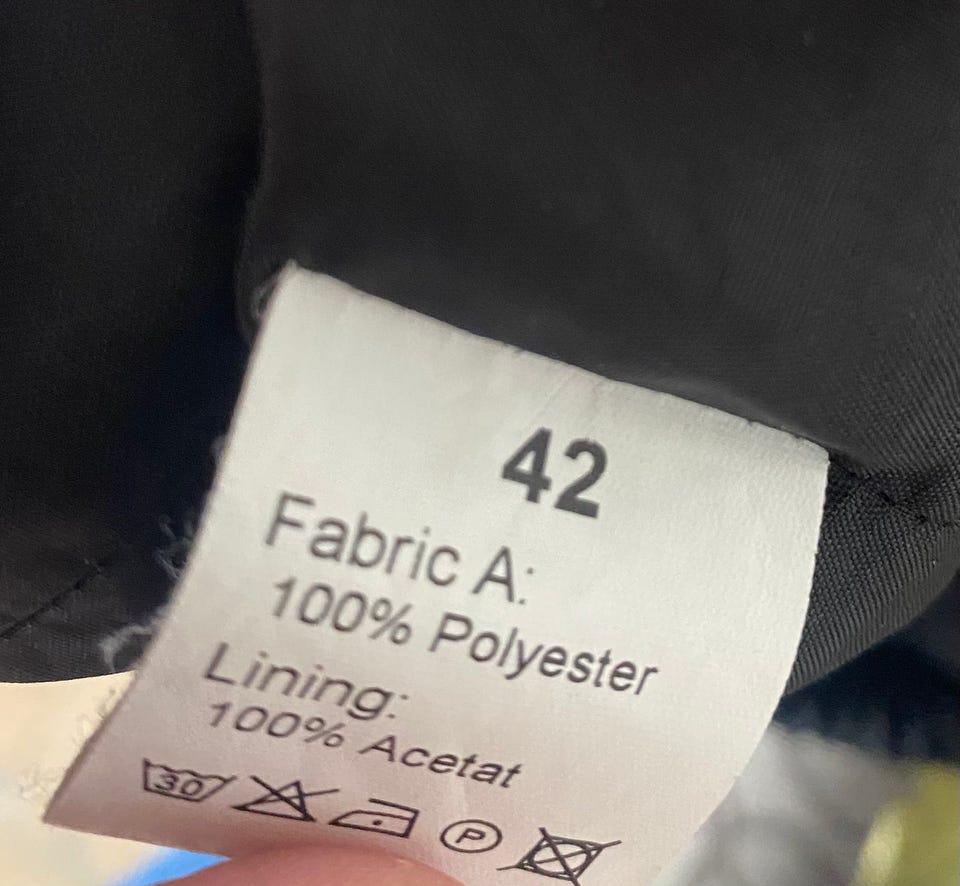 42
Fabric A:
100% Polyester
Lining:
100% Acetat
30
P